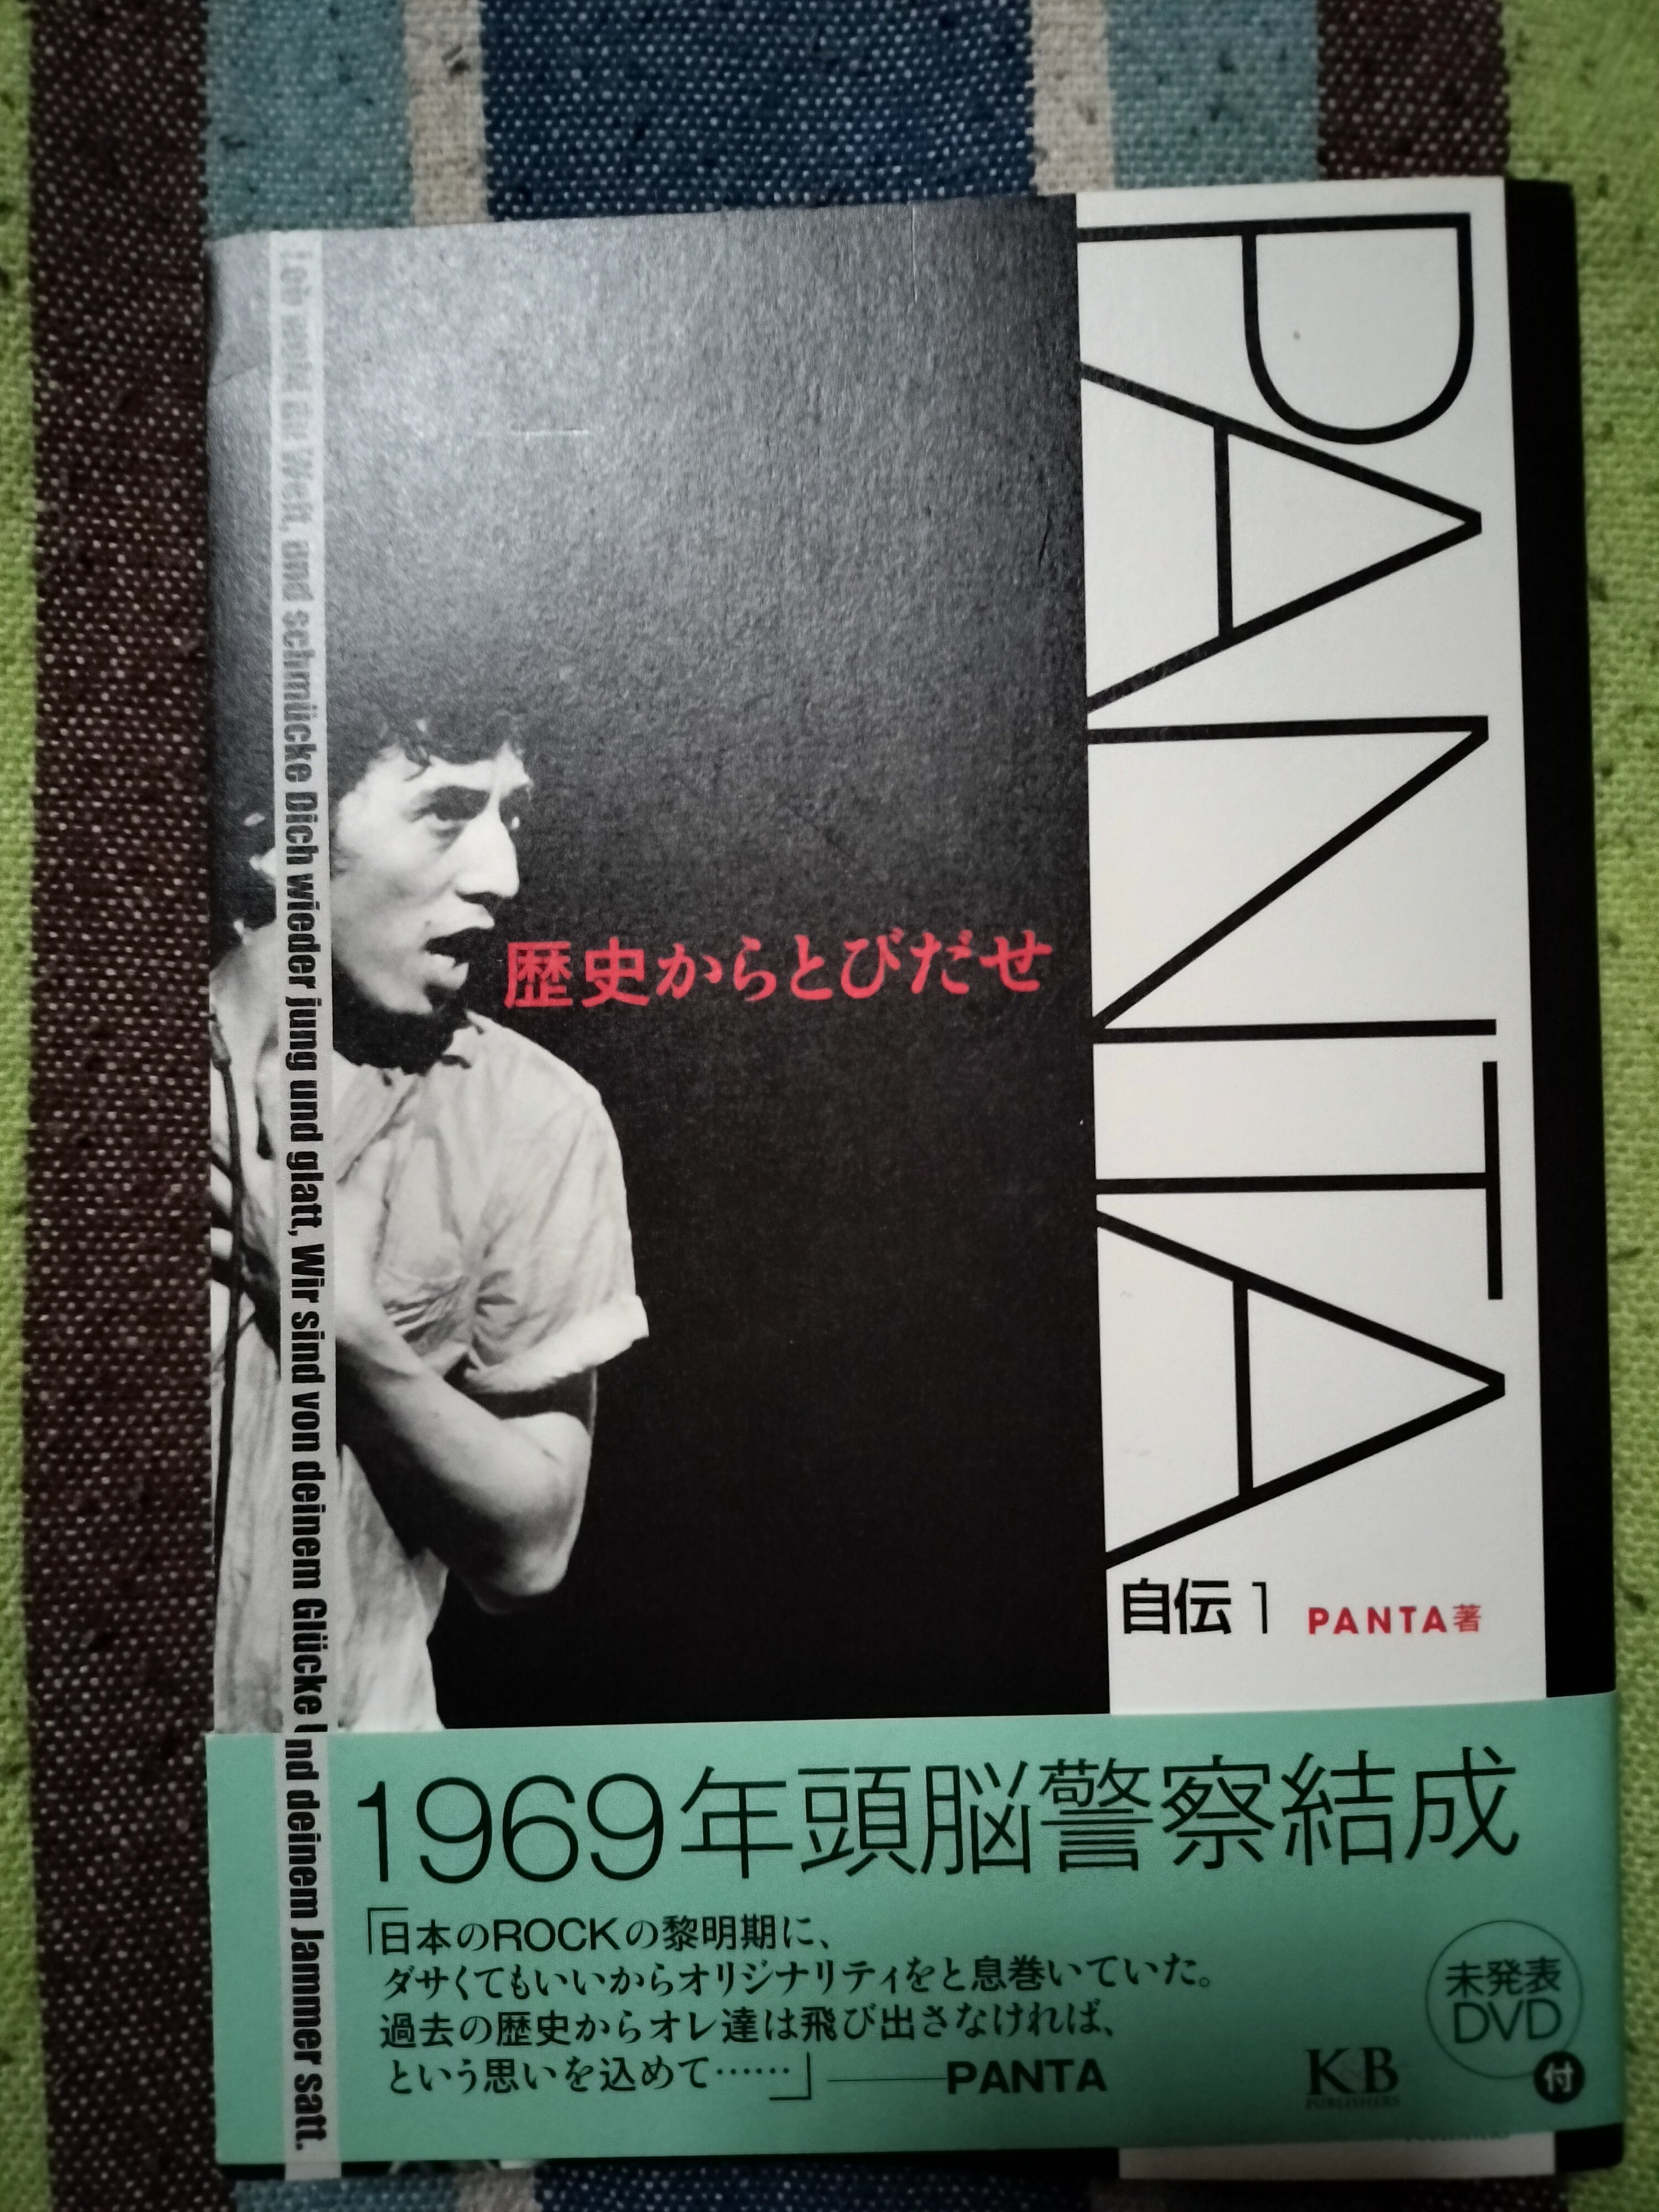 PANTA
歴史からとびだせ
自伝1
PANTA著
und schmücke Dich wieder jung und glatt, Wir sind von deinem Glücke und deinem Jammer satt.
1969年頭脳警察結成
「日本のROCKの黎明期に、
ダサくてもいいからオリジナリティをと息巻いていた。
過去の歴史からオレ達は飛び出さなければ、
という思いを込めて……」――PANTA
K&B
PUBLISHERS
未発表
DVD
付